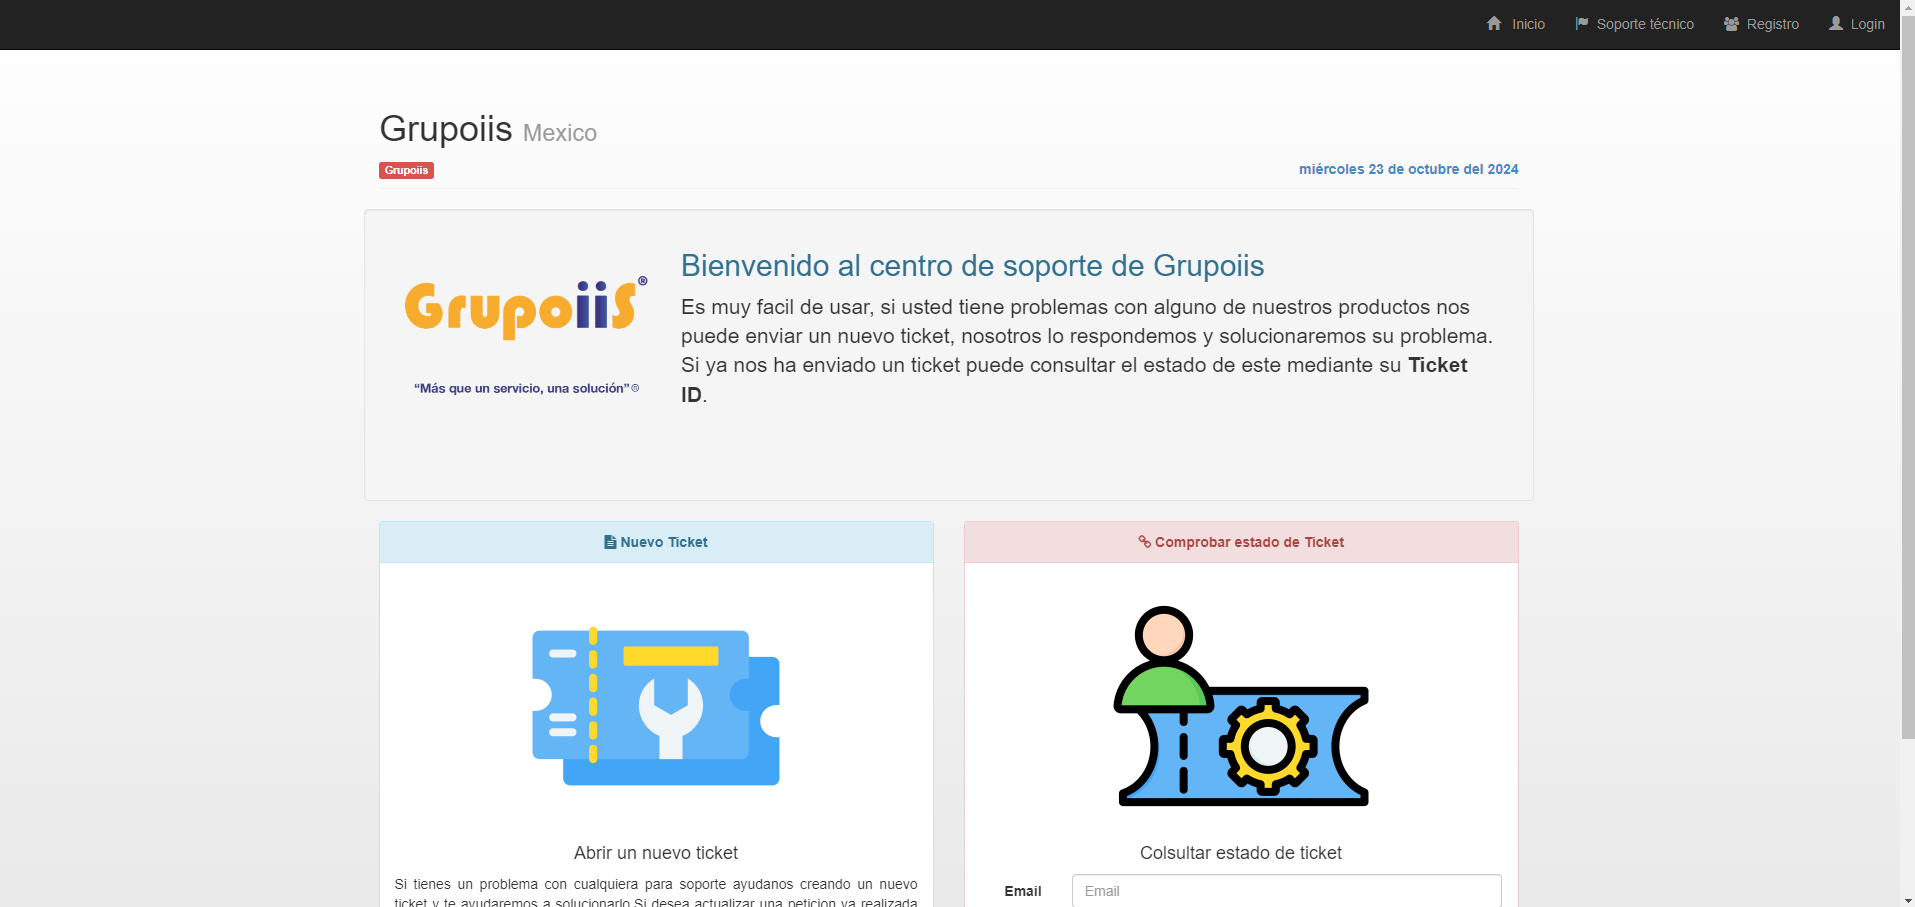 Inicio
Soporte técnico
Registro
Login
Grupoiis Mexico
Grupoiis
miércoles 23 de octubre del 2024
GrupoiiS®
“Más que un servicio, una solución”®
Bienvenido al centro de soporte de Grupoiis
Es muy facil de usar, si usted tiene problemas con alguno de nuestros productos nos
puede enviar un nuevo ticket, nosotros lo respondemos y solucionaremos su problema.
Si ya nos ha enviado un ticket puede consultar el estado de este mediante su Ticket
ID.
Nuevo Ticket
Abrir un nuevo ticket
Si tienes un problema con cualquiera para soporte ayudanos creando un nuevo
ticket y te ayudaremos a solucionarlo.Si desea actualizar una peticion ya realizada
Comprobar estado de Ticket
Colsultar estado de ticket
Email
Email